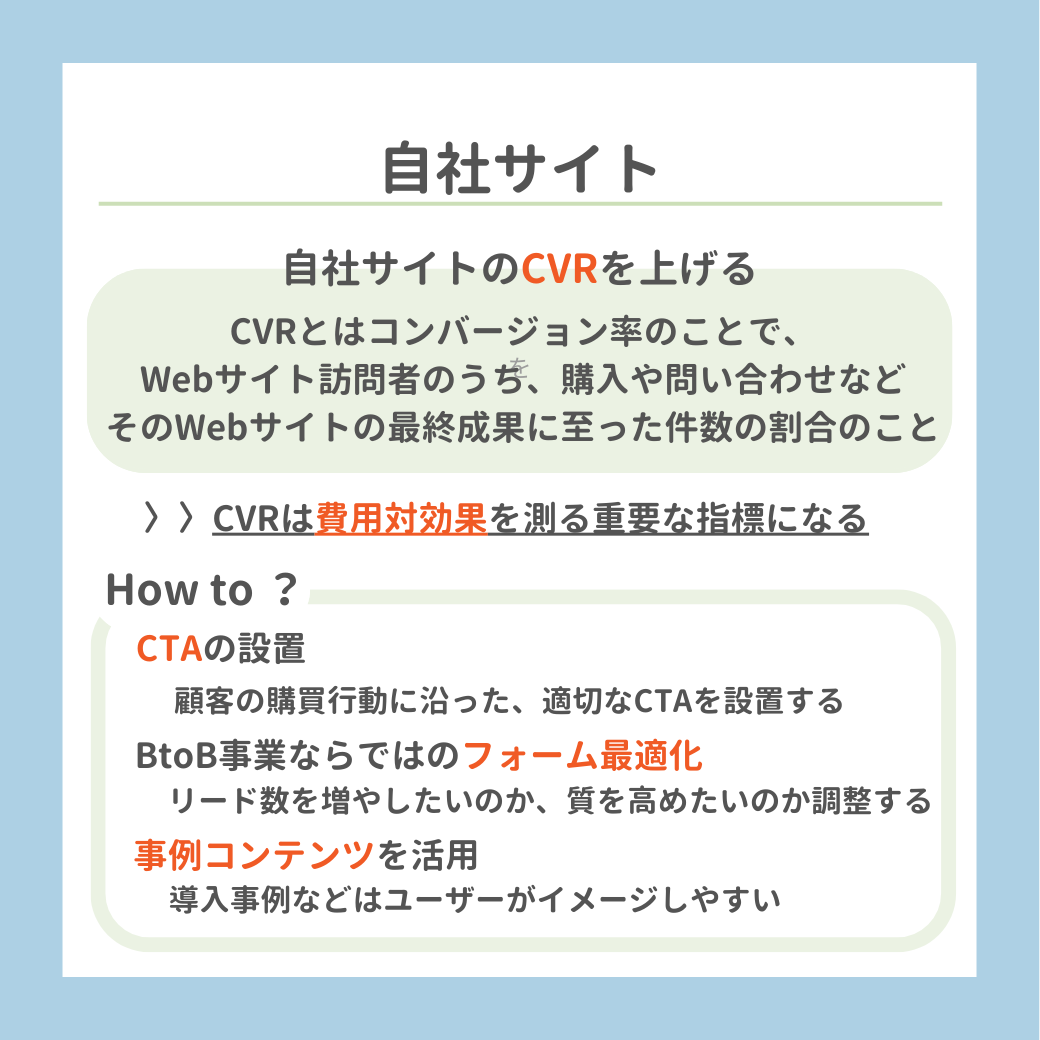 自社サイト
自社サイトのCVRを上げる
CVRとはコンバージョン率のことで、
を
Webサイト訪問者のうち、購入や問い合わせなど
そのWebサイトの最終成果に至った件数の割合のこと
〉〉CVRは費用対効果を測る重要な指標になる
How to ?
CTAの設置
顧客の購買行動に沿った、適切なCTAを設置する
BtoB事業ならではのフォーム最適化
リード数を増やしたいのか、質を高めたいのか調整する
事例コンテンツを活用
導入事例などはユーザーがイメージしやすい